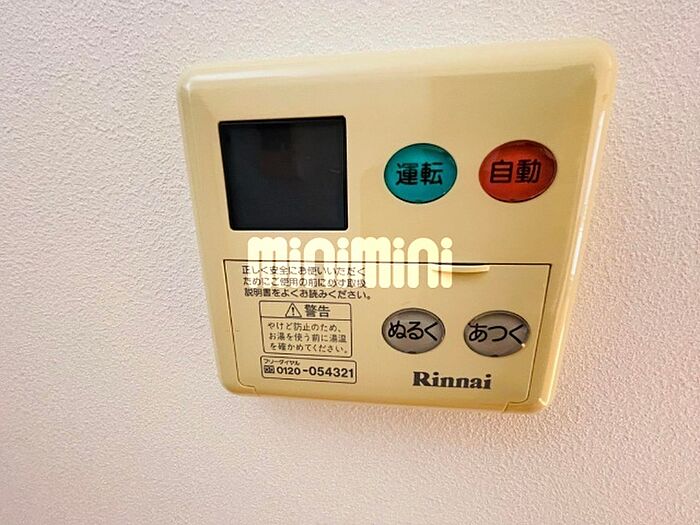 運転
自動
minimini
正しく安全にお使いいただく
ためにご使用の前に必ず取扱
説明書をよくお読みください。
警告
やけど防止のため、
お湯を使う前に湯温
を確かめてください。
フリーダイヤル
0120-054321
ぬるく
あつく
Rinnai